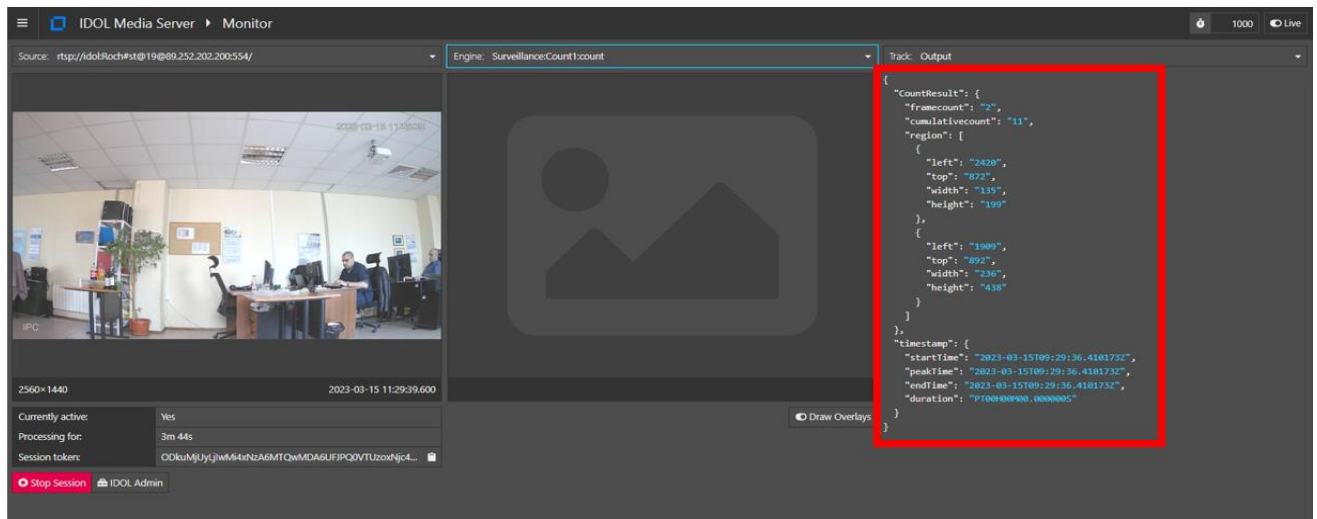 IDOL Media Server ▸ Monitor
1000 Live
Source: rtsp://idol:Roch#st@19@89.252.202.200:554/
Engine: Surveillance:Count1:count
Track: Output
{
"CountResult": {
"framecount": "2",
"cumulativecount": "11",
"region": [
{
"left": "2420",
"top": "872",
"width": "135",
"height": "199"
},
{
"left": "1909",
"top": "892",
"width": "236",
"height": "438"
}
]
},
"timestamp": {
"startTime": "2023-03-15T09:29:36.410173Z",
"peakTime": "2023-03-15T09:29:36.410173Z",
"endTime": "2023-03-15T09:29:36.410173Z",
"duration": "PT00H00M00.000000S"
}
}
IPC
2560×1440 2023-03-15 11:29:39.600
Currently active: Yes
Processing for: 3m 44s
Session token:
Draw Overlays
Stop Session IDOL Admin